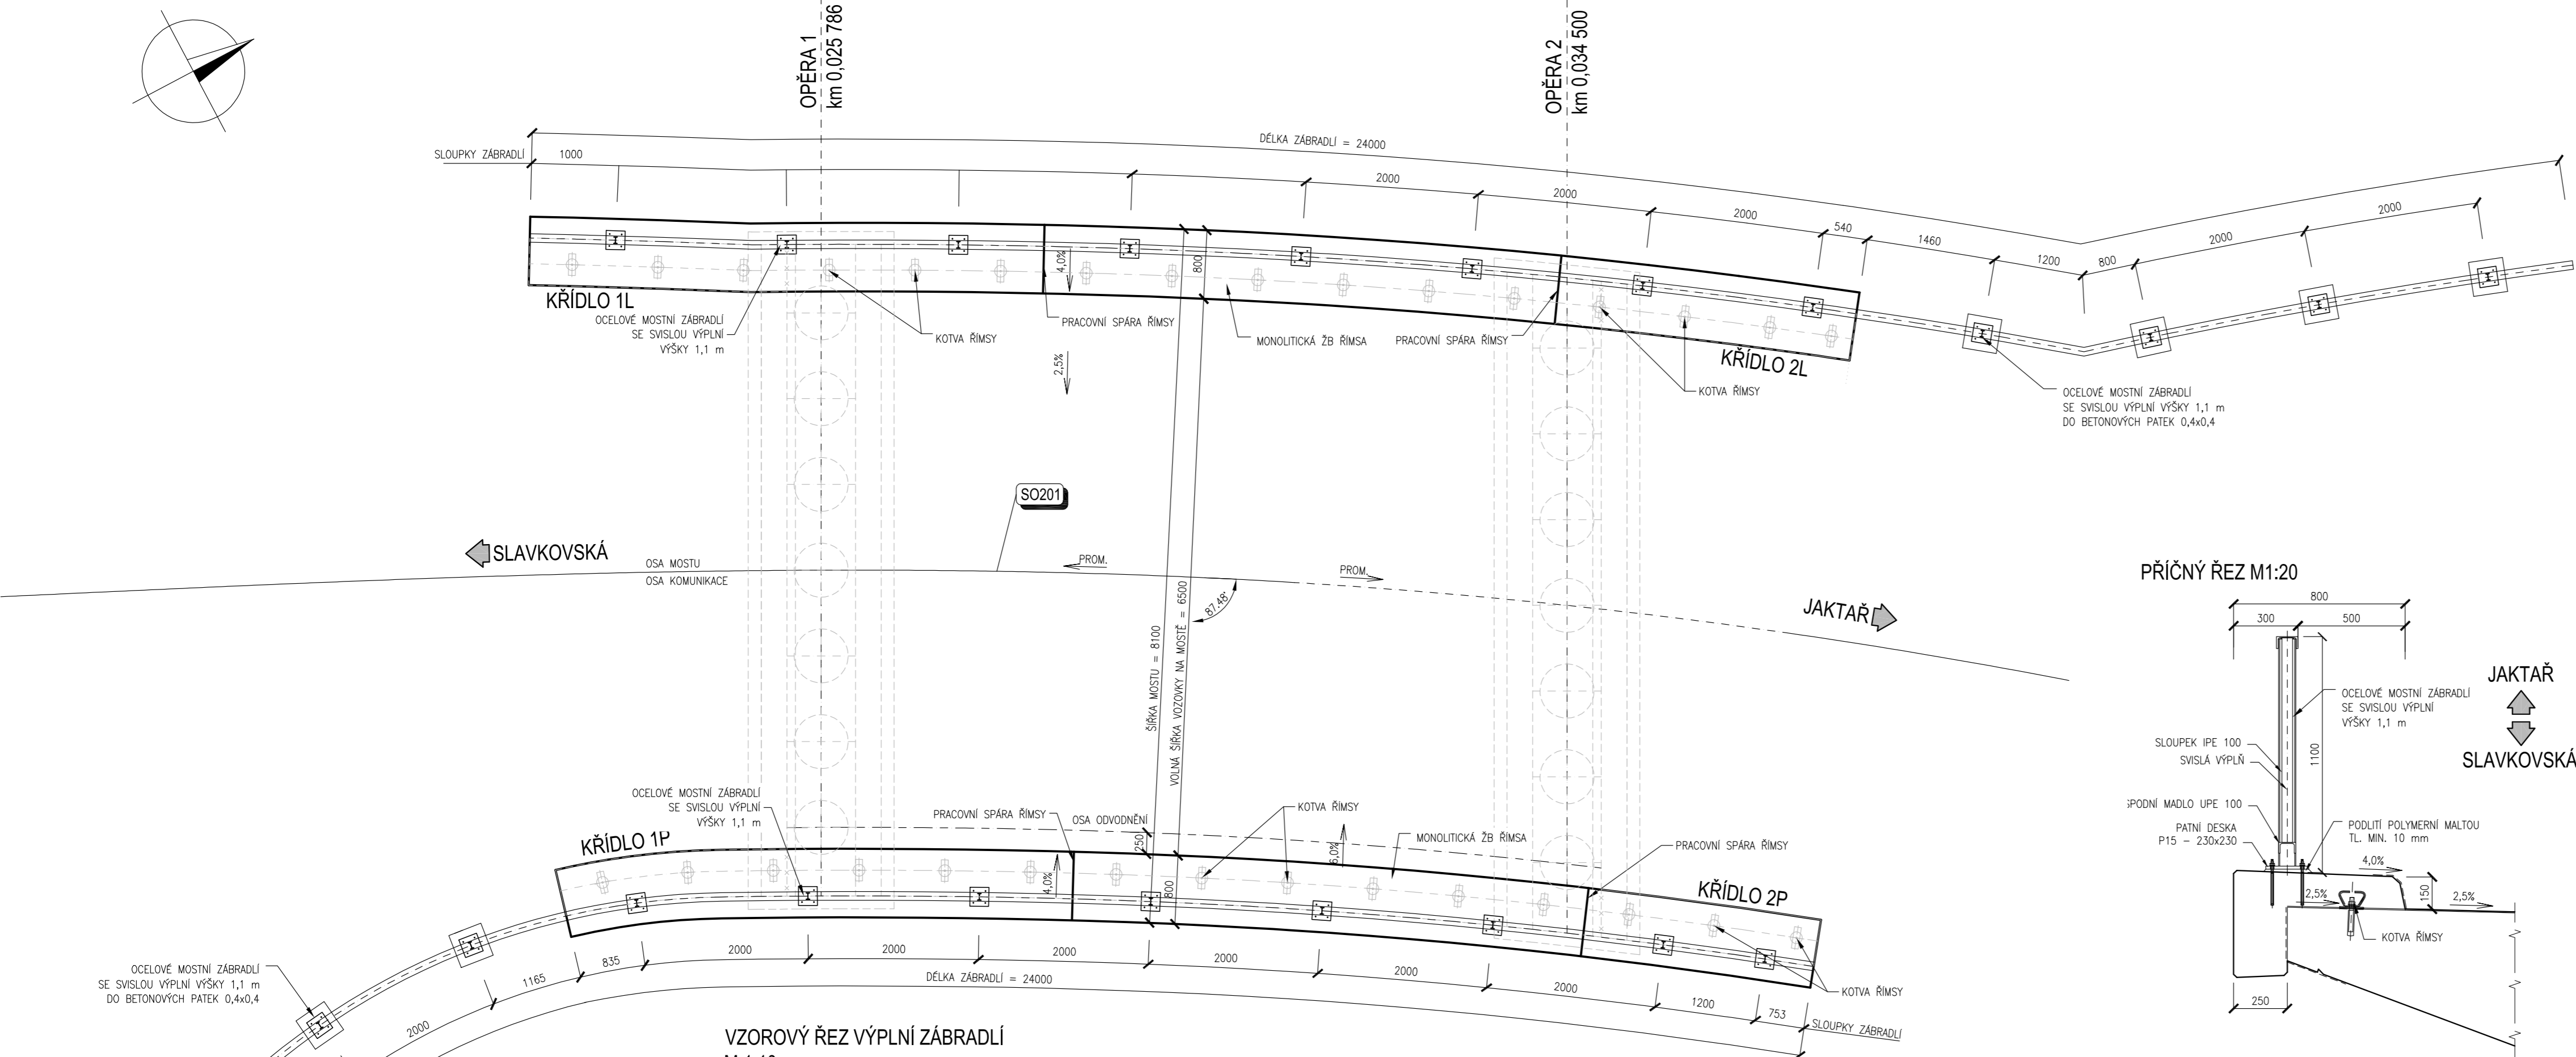 OPĚRA 1
km 0,025 786
OPĚRA 2
km 0,034 500
DÉLKA ZÁBRADLÍ = 24000
SLOUPKY ZÁBRADLÍ
1000
2000
2000
2000
540
1460
1200
800
2000
2000
4,0%
800
KŘÍDLO 1L
OCELOVÉ MOSTNÍ ZÁBRADLÍ
SE SVISLOU VÝPLNÍ
VÝŠKY 1,1 m
KOTVA ŘÍMSY
PRACOVNÍ SPÁRA ŘÍMSY
MONOLITICKÁ ŽB ŘÍMSA
PRACOVNÍ SPÁRA ŘÍMSY
KŘÍDLO 2L
KOTVA ŘÍMSY
2,5%
OCELOVÉ MOSTNÍ ZÁBRADLÍ
SE SVISLOU VÝPLNÍ VÝŠKY 1,1 m
DO BETONOVÝCH PATEK 0,4x0,4
SO201
SLAVKOVSKÁ
OSA MOSTU
OSA KOMUNIKACE
PROM.
PROM.
87.48°
JAKTAŘ
ŠÍŘKA MOSTU = 8100
VOLNÁ ŠÍŘKA VOZOVKY NA MOSTĚ = 6500
PŘÍČNÝ ŘEZ M1:20
800
300
500
JAKTAŘ
SLAVKOVSKÁ
OCELOVÉ MOSTNÍ ZÁBRADLÍ
SE SVISLOU VÝPLNÍ
VÝŠKY 1,1 m
1100
SLOUPEK IPE 100
SVISLÁ VÝPLŇ
SPODNÍ MADLO UPE 100
PATNÍ DESKA
P15 - 230x230
PODLITÍ POLYMERNÍ MALTOU
TL. MIN. 10 mm
4,0%
2,5%
150
2,5%
KOTVA ŘÍMSY
250
OCELOVÉ MOSTNÍ ZÁBRADLÍ
SE SVISLOU VÝPLNÍ
VÝŠKY 1,1 m
PRACOVNÍ SPÁRA ŘÍMSY
OSA ODVODNĚNÍ
250
KOTVA ŘÍMSY
6,0%
MONOLITICKÁ ŽB ŘÍMSA
PRACOVNÍ SPÁRA ŘÍMSY
KŘÍDLO 1P
4,0%
800
KŘÍDLO 2P
KOTVA ŘÍMSY
OCELOVÉ MOSTNÍ ZÁBRADLÍ
SE SVISLOU VÝPLNÍ VÝŠKY 1,1 m
DO BETONOVÝCH PATEK 0,4x0,4
2000
1165
835
2000
2000
2000
2000
2000
2000
1200
753
SLOUPKY ZÁBRADLÍ
DÉLKA ZÁBRADLÍ = 24000
VZOROVÝ ŘEZ VÝPLNÍ ZÁBRADLÍ